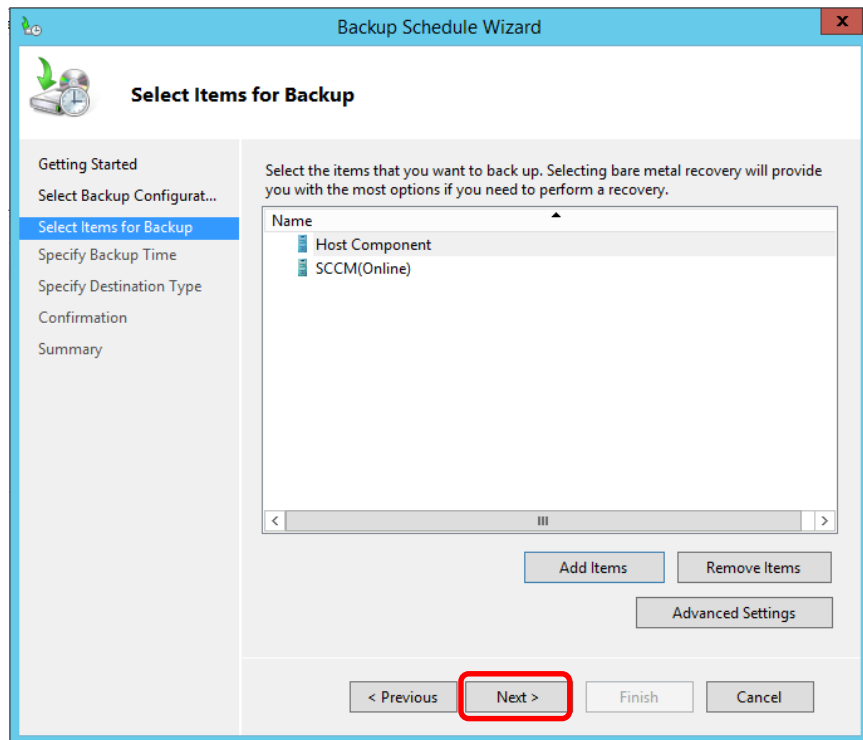 Backup Schedule Wizard
x
Select Items for Backup
Getting Started
Select Backup Configurat...
Select Items for Backup
Specify Backup Time
Specify Destination Type
Confirmation
Summary
Select the items that you want to back up. Selecting bare metal recovery will provide
you with the most options if you need to perform a recovery.
Name
Host Component
SCCM(Online)
Add Items
Remove Items
Advanced Settings
< Previous
Next >
Finish
Cancel